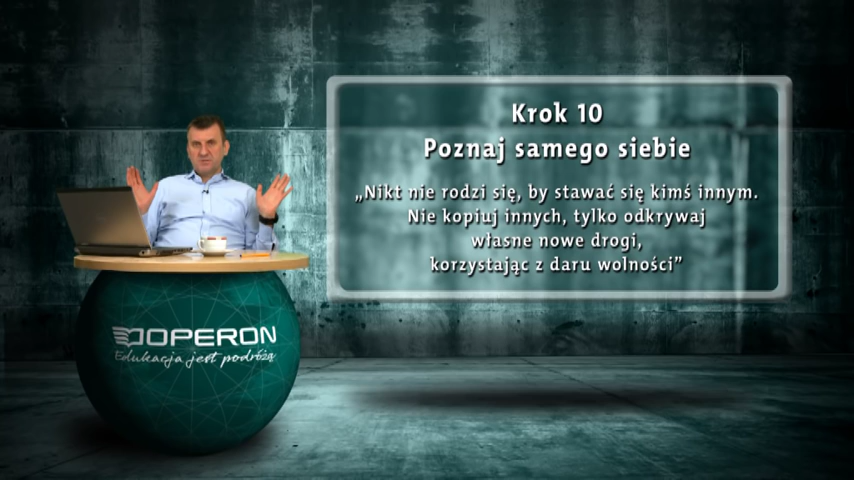 Krok 10
Poznaj samego siebie
„Nikt nie rodzi się, by stawać się kimś innym.
Nie kopiuj innych, tylko odkrywaj
własne nowe drogi,
korzystając z daru wolności”
OPERON
Edukacja jest podróżą